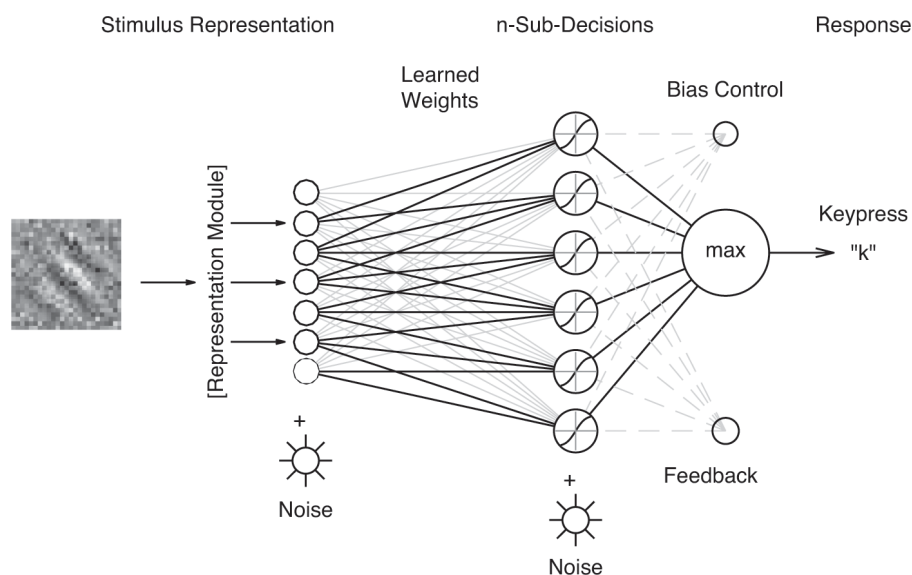 Stimulus Representation
n-Sub-Decisions
Response
Learned
Weights
Bias Control
[Representation Module]
Keypress
"k"
max
+
Noise
+
Noise
Feedback